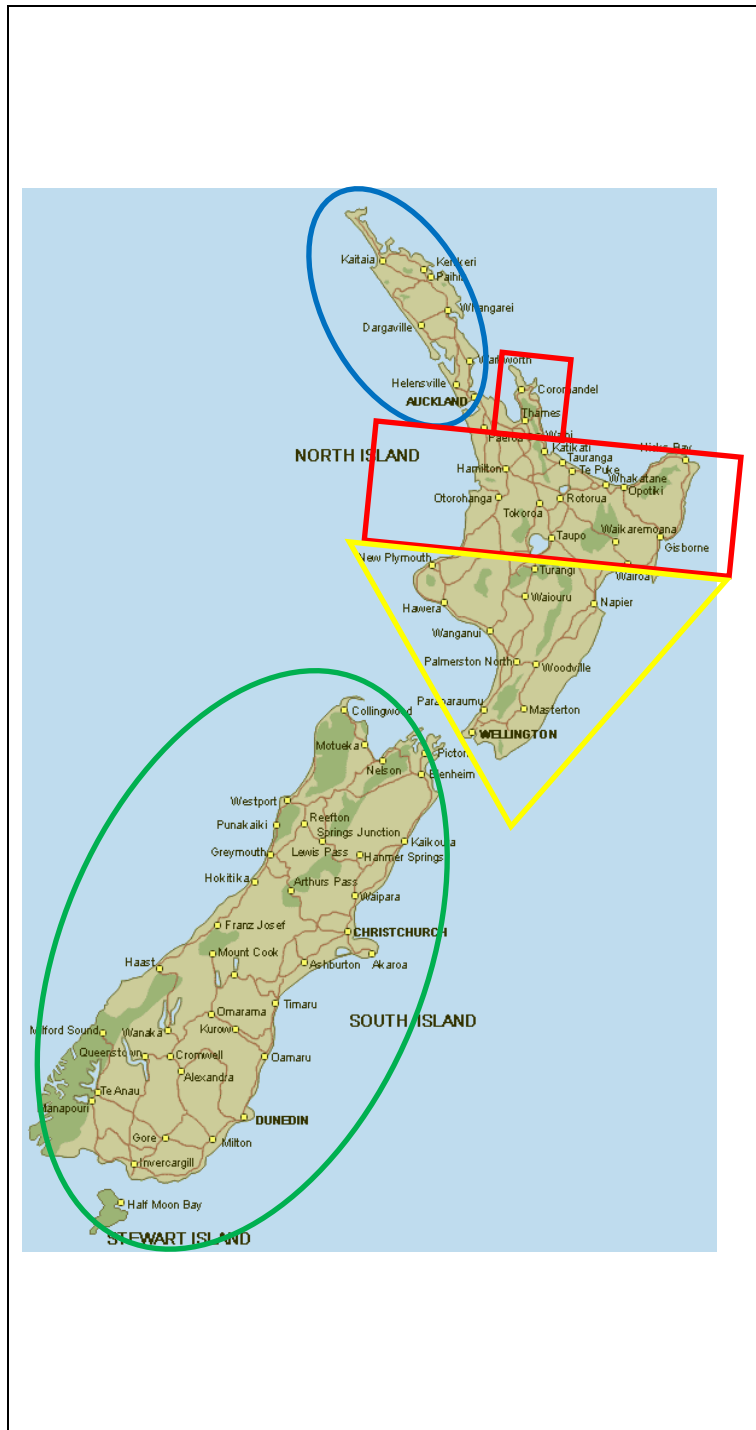 Kaitaia
Kerikeri
Paihia
Whangarei
Dargaville
Warkworth
Helensville
Coromandel
AUCKLAND
Thames
Paeroa
Waihi
Katikati
Hicks Bay
NORTH ISLAND
Tauranga
Hamilton
Te Puke
Whakatane
Opotiki
Otorohanga
Rotorua
Tokoroa
Waikaremoana
Taupo
Gisborne
New Plymouth
Turangi
Wairoa
Waiouru
Napier
Hawera
Wanganui
Palmerston North
Woodville
Paraparaumu
Masterton
Collingwood
WELLINGTON
Motueka
Picton
Nelson
Blenheim
Westport
Reefton
Punakaiki
Springs Junction
Kaikoura
Greymouth
Lewis Pass
Hanmer Springs
Hokitika
Arthurs Pass
Waipara
Franz Josef
CHRISTCHURCH
Mount Cook
Haast
Ashburton
Akaroa
Timaru
Omarama
SOUTH ISLAND
Milford Sound
Wanaka
Kurow
Queenstown
Cromwell
Oamaru
Alexandra
Te Anau
Manapouri
DUNEDIN
Gore
Milton
Invercargill
Half Moon Bay
STEWART ISLAND